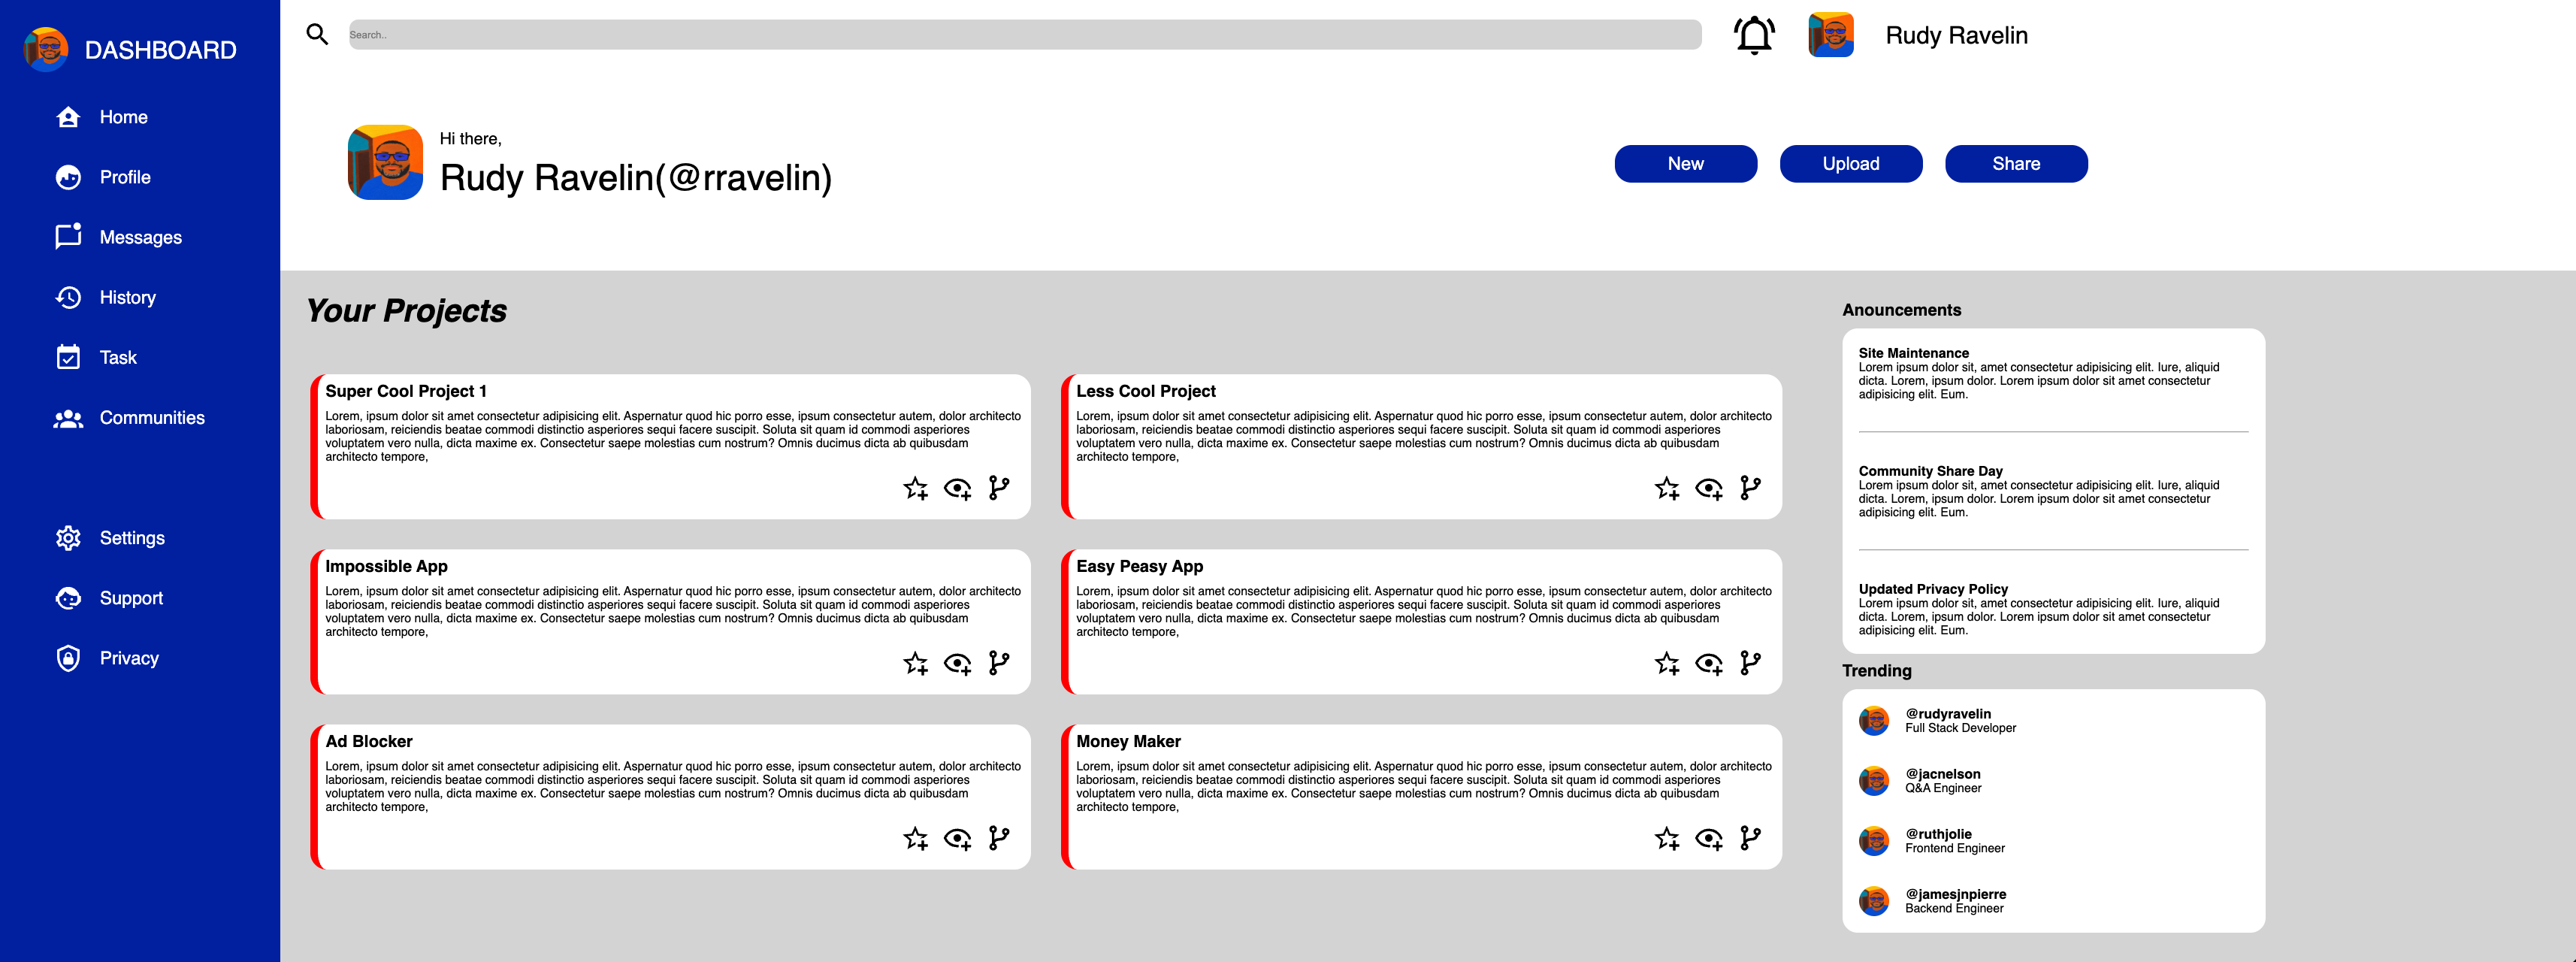 DASHBOARD
Home
Profile
Messages
History
Task
Communities
Settings
Support
Privacy
Search..
Rudy Ravelin
Hi there,
Rudy Ravelin(@rravelin)
New
Upload
Share
Your Projects
Super Cool Project 1
Lorem, ipsum dolor sit amet consectetur adipisicing elit. Aspernatur quod hic porro esse, ipsum consectetur autem, dolor architecto
laboriosam, reiciendis beatae commodi distinctio asperiores sequi facere suscipit. Soluta sit quam id commodi asperiores
voluptatem vero nulla, dicta maxime ex. Consectetur saepe molestias cum nostrum? Omnis ducimus dicta ab quibusdam
architecto tempore,
Less Cool Project
Lorem, ipsum dolor sit amet consectetur adipisicing elit. Aspernatur quod hic porro esse, ipsum consectetur autem, dolor architecto
laboriosam, reiciendis beatae commodi distinctio asperiores sequi facere suscipit. Soluta sit quam id commodi asperiores
voluptatem vero nulla, dicta maxime ex. Consectetur saepe molestias cum nostrum? Omnis ducimus dicta ab quibusdam
architecto tempore,
Impossible App
Lorem, ipsum dolor sit amet consectetur adipisicing elit. Aspernatur quod hic porro esse, ipsum consectetur autem, dolor architecto
laboriosam, reiciendis beatae commodi distinctio asperiores sequi facere suscipit. Soluta sit quam id commodi asperiores
voluptatem vero nulla, dicta maxime ex. Consectetur saepe molestias cum nostrum? Omnis ducimus dicta ab quibusdam
architecto tempore,
Easy Peasy App
Lorem, ipsum dolor sit amet consectetur adipisicing elit. Aspernatur quod hic porro esse, ipsum consectetur autem, dolor architecto
laboriosam, reiciendis beatae commodi distinctio asperiores sequi facere suscipit. Soluta sit quam id commodi asperiores
voluptatem vero nulla, dicta maxime ex. Consectetur saepe molestias cum nostrum? Omnis ducimus dicta ab quibusdam
architecto tempore,
Ad Blocker
Lorem, ipsum dolor sit amet consectetur adipisicing elit. Aspernatur quod hic porro esse, ipsum consectetur autem, dolor architecto
laboriosam, reiciendis beatae commodi distinctio asperiores sequi facere suscipit. Soluta sit quam id commodi asperiores
voluptatem vero nulla, dicta maxime ex. Consectetur saepe molestias cum nostrum? Omnis ducimus dicta ab quibusdam
architecto tempore,
Money Maker
Lorem, ipsum dolor sit amet consectetur adipisicing elit. Aspernatur quod hic porro esse, ipsum consectetur autem, dolor architecto
laboriosam, reiciendis beatae commodi distinctio asperiores sequi facere suscipit. Soluta sit quam id commodi asperiores
voluptatem vero nulla, dicta maxime ex. Consectetur saepe molestias cum nostrum? Omnis ducimus dicta ab quibusdam
architecto tempore,
Anouncements
Site Maintenance
Lorem ipsum dolor sit, amet consectetur adipisicing elit. Iure, aliquid
dicta. Lorem, ipsum dolor. Lorem ipsum dolor sit amet consectetur
adipisicing elit. Eum.
Community Share Day
Lorem ipsum dolor sit, amet consectetur adipisicing elit. Iure, aliquid
dicta. Lorem, ipsum dolor. Lorem ipsum dolor sit amet consectetur
adipisicing elit. Eum.
Updated Privacy Policy
Lorem ipsum dolor sit, amet consectetur adipisicing elit. Iure, aliquid
dicta. Lorem, ipsum dolor. Lorem ipsum dolor sit amet consectetur
adipisicing elit. Eum.
Trending
@rudyravelin
Full Stack Developer
@jacnelson
Q&A Engineer
@ruthjolie
Frontend Engineer
@jamesjnpierre
Backend Engineer